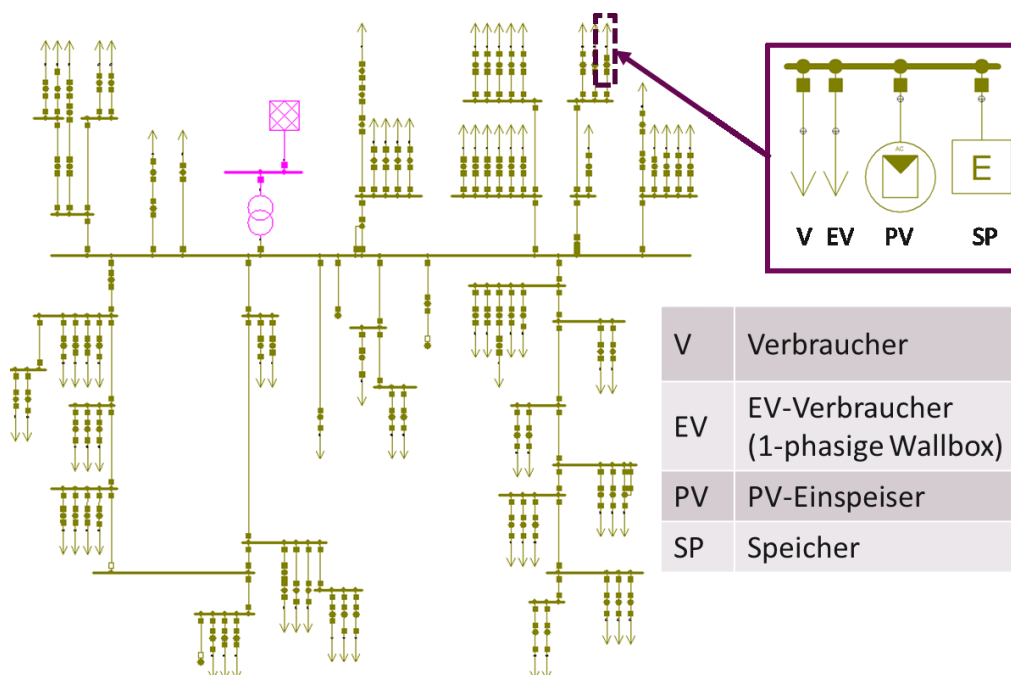 AC
E
V EV PV SP
V Verbraucher
EV EV-Verbraucher
(1-phasige Wallbox)
PV PV-Einspeiser
SP Speicher